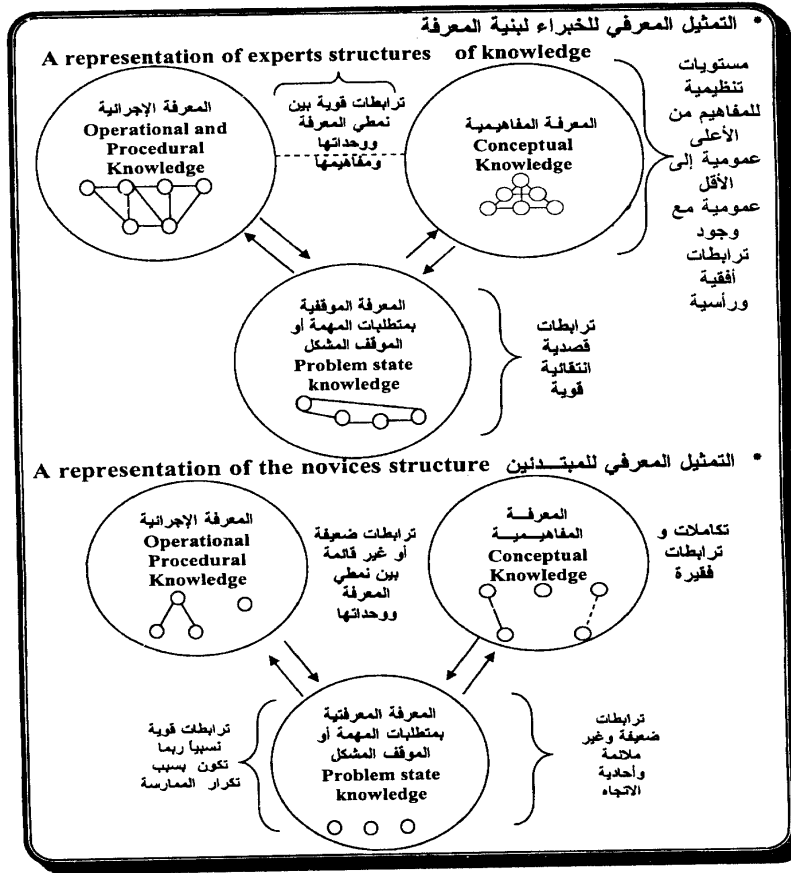 • التمثيل المعرفي للخبراء لبنية المعرفة
A representation of experts structures of knowledge
المعرفة الإجرائية
Operational and
Procedural
Knowledge
ترابطات قوية بين
نمطي المعرفة
ووحداتها
ومفاهيمها
المعرفة المفاهيمية
Conceptual
Knowledge
مستويات
تنظيمية
للمفاهيم من
الأعلى
عمومية إلى
الأقل
عمومية مع
وجود
ترابطات
أفقية
ورأسية
المعرفة الموقفية
بمتطلبات المهمة أو
الموقف المشكل
Problem state
knowledge
ترابطات
قصدية
انتقائية
قوية
• التمثيل المعرفي للمبتدئين A representation of the novices structure
المعرفة الإجرائية
Operational
Procedural
Knowledge
ترابطات ضعيفة
أو غير قائمة
بين نمطي
المعرفة
ووحداتها
المعرفة
المفاهيمية
Conceptual
Knowledge
تكاملات و
ترابطات
فقيرة
ترابطات قوية
نسبياً ربما
تكون بسبب
تكرار الممارسة
المعرفة المعرفتية
بمتطلبات المهمة أو
الموقف المشكل
Problem state
knowledge
ترابطات
ضعيفة وغير
ملائمة
وأحادية
الاتجاه